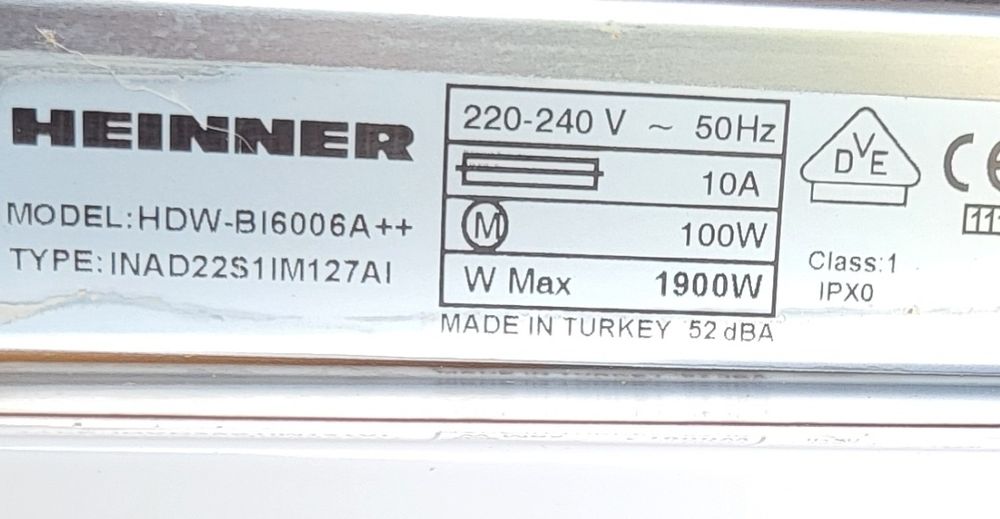 HEINNER
MODEL:HDW-BI6006A++
TYPE:INAD22S1IM127AI
220-240 V ~ 50Hz
10A
M 100W
W Max 1900W
MADE IN TURKEY 52 dBA
DVE
CE
Class:1
IPX0